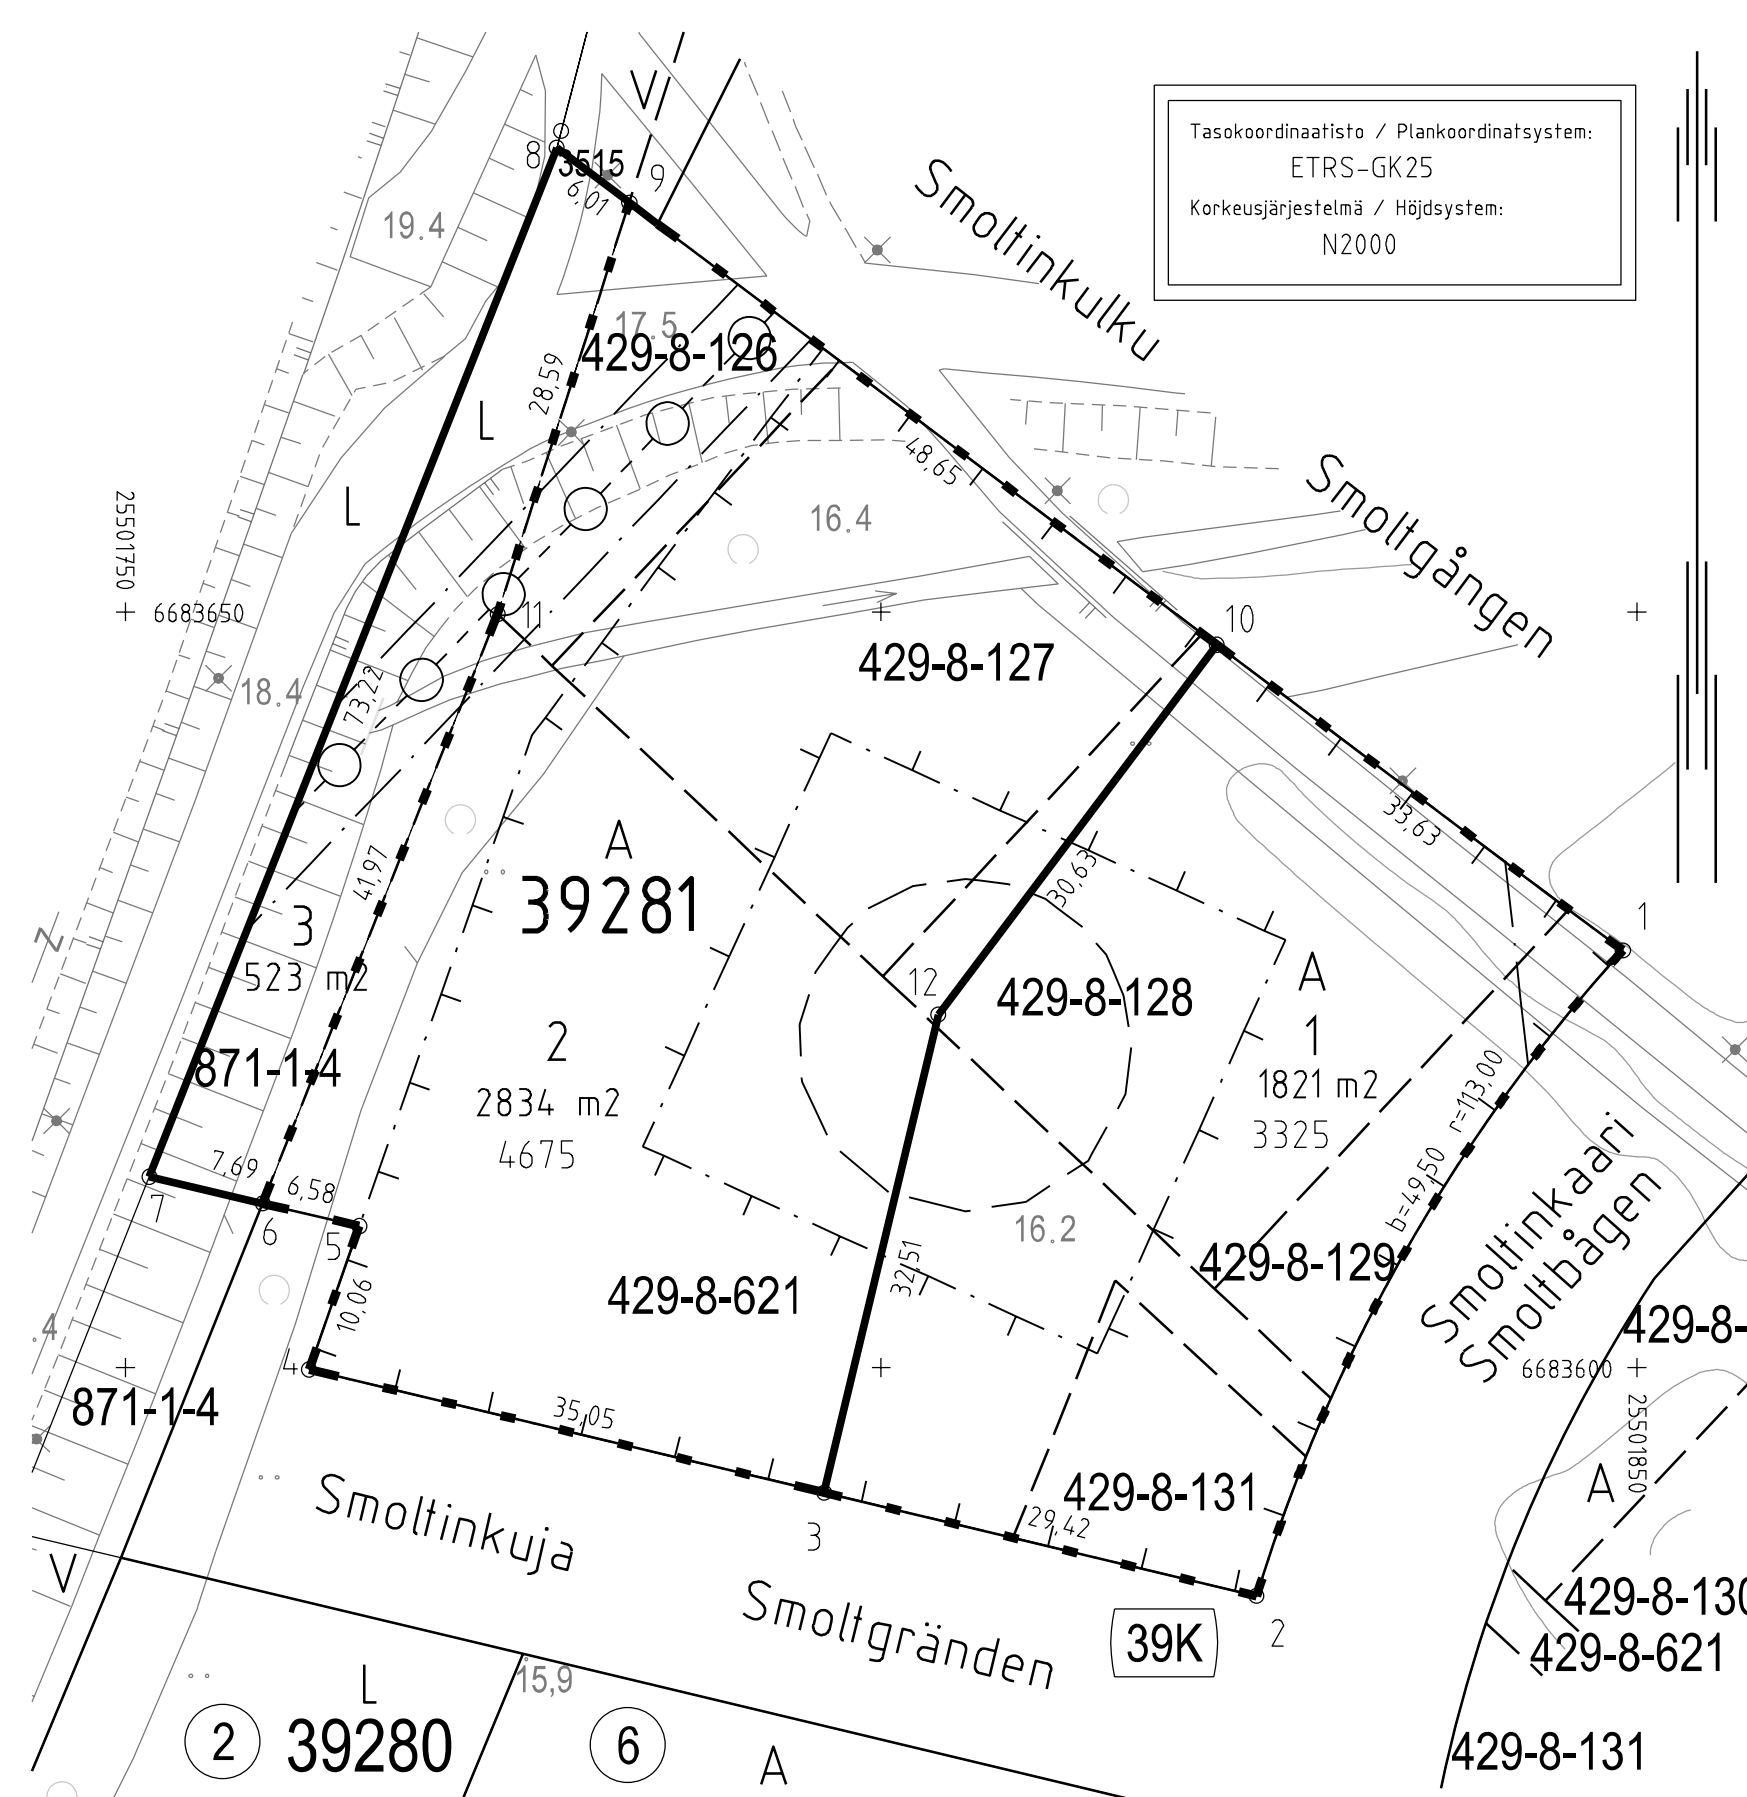 V
Tasokoordinaatisto / Plankoordinatsystem:
ETRS-GK25
Korkeusjärjestelmä / Höjdsystem:
N2000
8
3515
9
6,01
19.4
Smoltinkulku
17.5
429-8-126
28,59
L
L
48,65
16.4
Smoltgången
25501750
6683650
11
10
429-8-127
18.4
73,22
33,63
A
39281
41,97
30,63
3
523 m2
12
429-8-128
A
1
2
1
1821 m2
3325
871-1-4
2834 m2
4675
r=113,00
b=49,50
7,69
6,58
7
6
5
16.2
Smoltinkaari
Smoltbågen
32,51
429-8-129
429-8-621
10,06
429-8-
.4
4
6683600
25501850
871-1-4
35,05
A
429-8-131
Smoltinkuja
29,42
3
V
Smoltgränden
39K
2
429-8-130
429-8-621
L
15,9
2
39280
6
A
429-8-131
z